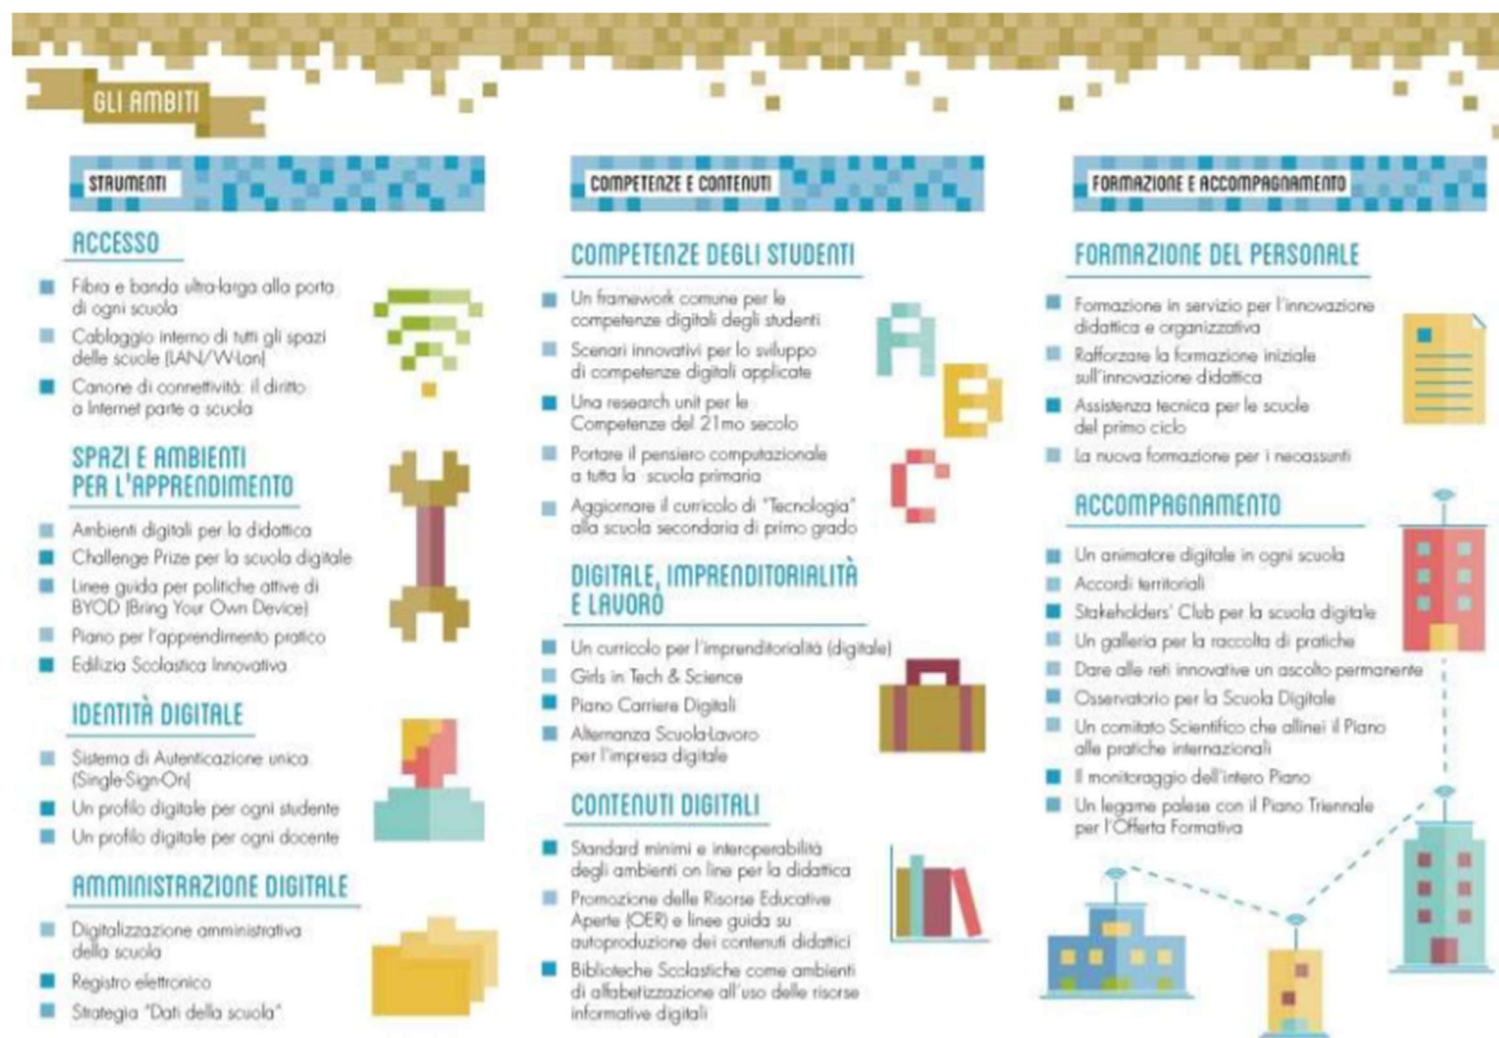 GLI AMBITI
STRUMENTI
ACCESSO
Fibra e banda ultra-larga alla porta
di ogni scuola
Cablaggio interno di tutti gli spazi
delle scuole (LAN/W-Lan)
Canone di connettività: il diritto
a Internet parte a scuola
SPAZI E AMBIENTI
PER L'APPRENDIMENTO
Ambienti digitali per la didattica
Challenge Prize per la scuola digitale
Linee guida per politiche attive di
BYOD (Bring Your Own Device)
Piano per l'apprendimento pratico
Edilizia Scolastica Innovativa
IDENTITÀ DIGITALE
Sistema di Autenticazione unica
(Single-Sign-On)
Un profilo digitale per ogni studente
Un profilo digitale per ogni docente
AMMINISTRAZIONE DIGITALE
Digitalizzazione amministrativa
della scuola
Registro elettronico
Strategia "Dati della scuola"
COMPETENZE E CONTENUTI
COMPETENZE DEGLI STUDENTI
Un framework comune per le
competenze digitali degli studenti
Scenari innovativi per lo sviluppo
di competenze digitali applicate
Una research unit per le
Competenze del 21mo secolo
Portare il pensiero computazionale
a tutta la scuola primaria
Aggiornare il curricolo di "Tecnologia"
alla scuola secondaria di primo grado
A
B
C
DIGITALE, IMPRENDITORIALITÀ
E LAVORO
Un curricolo per l'imprenditorialità (digitale)
Girls in Tech & Science
Piano Carriere Digitali
Alternanza Scuola-Lavoro
per l'impresa digitale
CONTENUTI DIGITALI
Standard minimi e interoperabilità
degli ambienti on line per la didattica
Promozione delle Risorse Educative
Aperte (OER) e linee guida su
autoproduzione dei contenuti didattici
Biblioteche Scolastiche come ambienti
di alfabetizzazione all'uso delle risorse
informative digitali
FORMAZIONE E ACCOMPAGNAMENTO
FORMAZIONE DEL PERSONALE
Formazione in servizio per l'innovazione
didattica e organizzativa
Rafforzare la formazione iniziale
sull'innovazione didattica
Assistenza tecnica per le scuole
del primo ciclo
La nuova formazione per i neoassunti
ACCOMPAGNAMENTO
Un animatore digitale in ogni scuola
Accordi territoriali
Stakeholders' Club per la scuola digitale
Un galleria per la raccolta di pratiche
Dare alle reti innovative un ascolto permanente
Osservatorio per la Scuola Digitale
Un comitato Scientifico che allinei il Piano
alle pratiche internazionali
Il monitoraggio dell'intero Piano
Un legame palese con il Piano Triennale
per l'Offerta Formativa